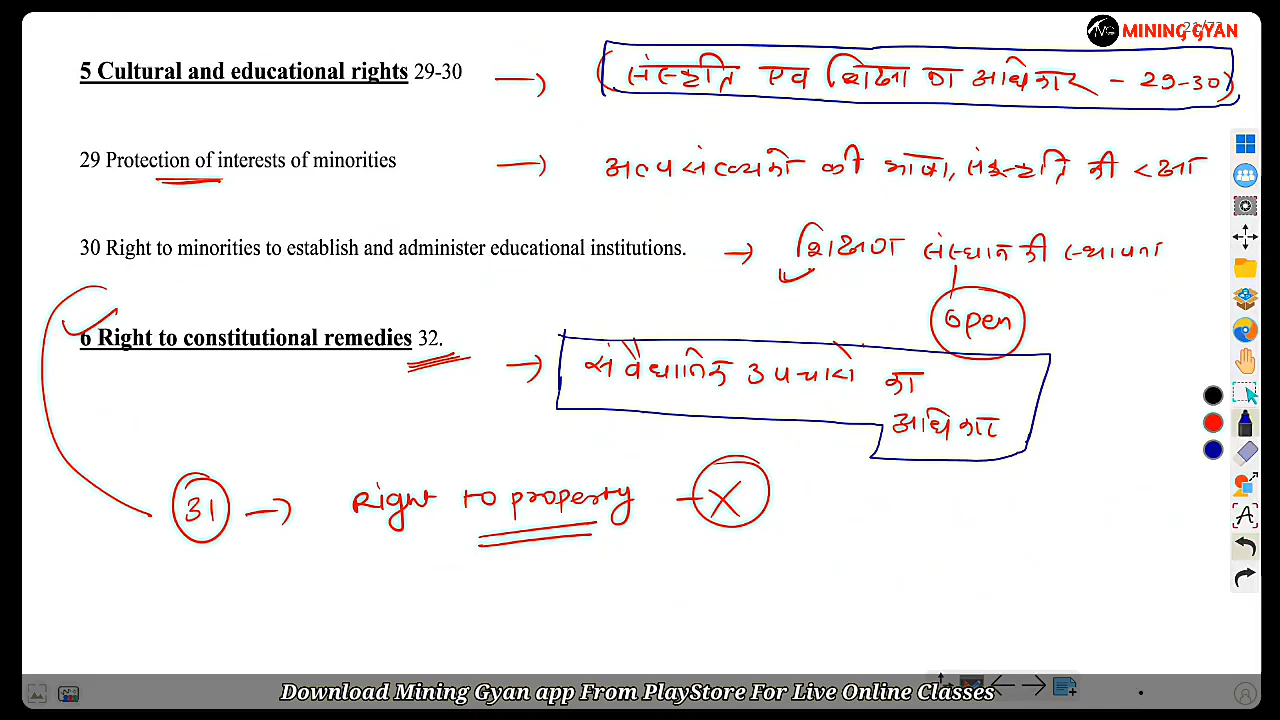 21/77
MINING GYAN
5 Cultural and educational rights 29-30 → (संस्कृति एव शिक्षा का अधिकार - 29-30)
29 Protection of interests of minorities → अल्पसंख्यको की भाषा, संस्कृति की रक्षा
30 Right to minorities to establish and administer educational institutions. → शिक्षण संस्थान की स्थापना
open
6 Right to constitutional remedies 32. → संवैधानिक उपचारो का
अधिकार
31 → Right to property - X
Download Mining Gyan app From PlayStore For Live Online Classes